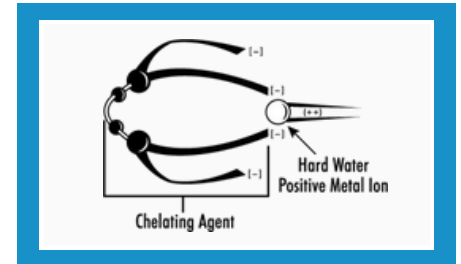 [-]
[-]
(++)
[-]
Hard Water
Positive Metal Ion
[-]
Chelating Agent